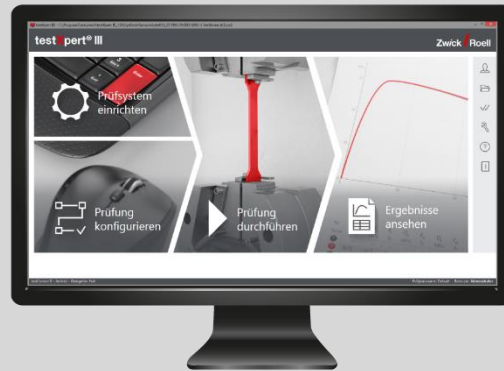 testXpert® III
Zwick Roell
Prüfsystem
einrichten
Prüfung
konfigurieren
Prüfung
durchführen
Ergebnisse
ansehen